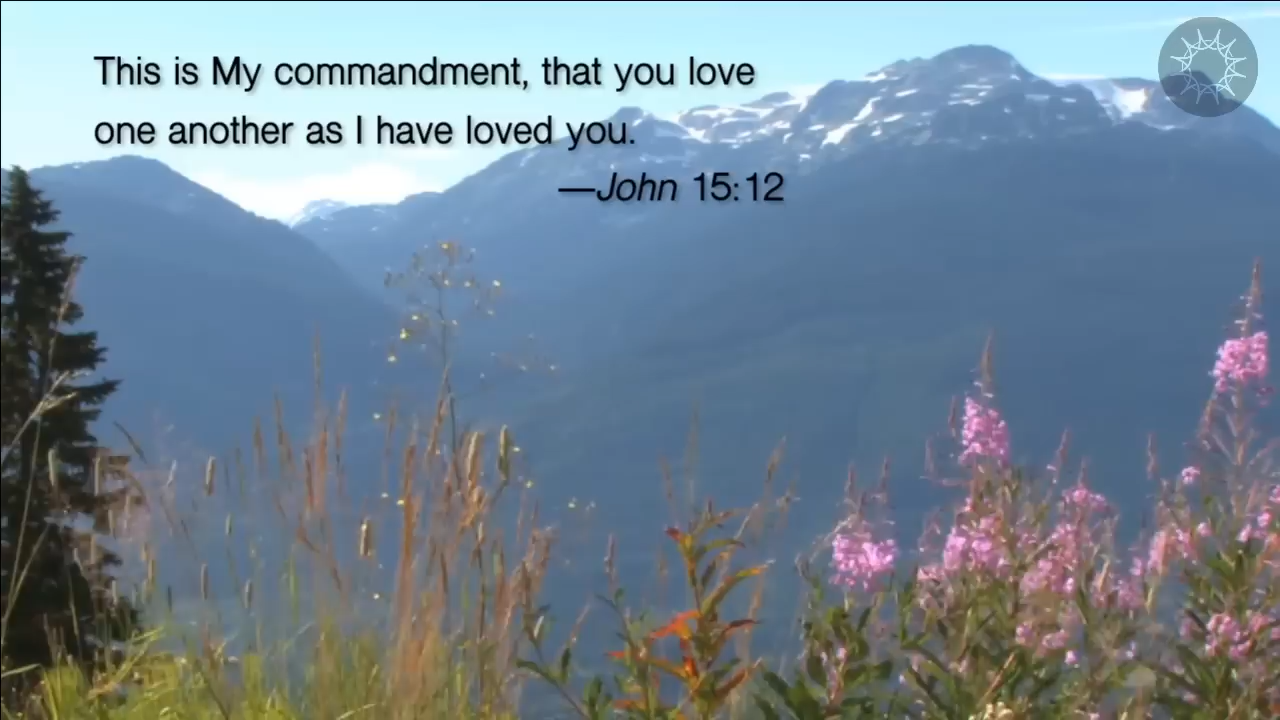 This is My commandment, that you love
one another as I have loved you.
—John 15:12